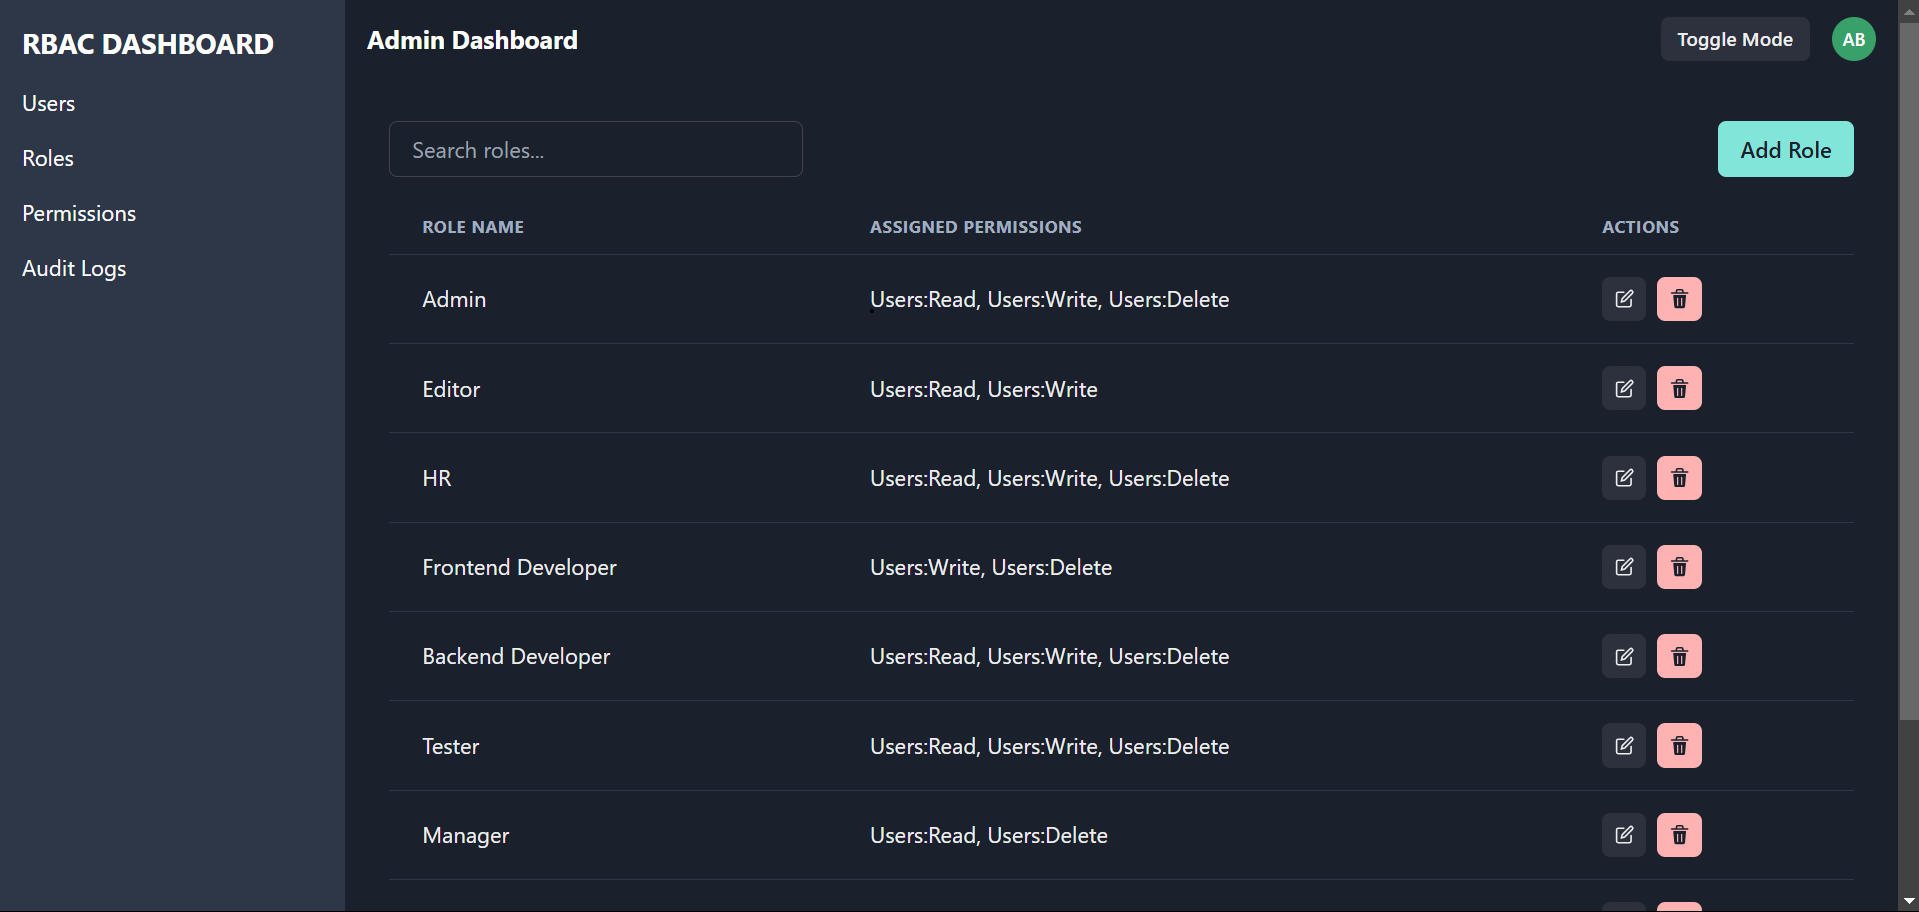 RBAC DASHBOARD
Users
Roles
Permissions
Audit Logs
Admin Dashboard
Toggle Mode
AB
Search roles...
Add Role
ROLE NAME ASSIGNED PERMISSIONS ACTIONS
Admin Users:Read, Users:Write, Users:Delete
Editor Users:Read, Users:Write
HR Users:Read, Users:Write, Users:Delete
Frontend Developer Users:Write, Users:Delete
Backend Developer Users:Read, Users:Write, Users:Delete
Tester Users:Read, Users:Write, Users:Delete
Manager Users:Read, Users:Delete